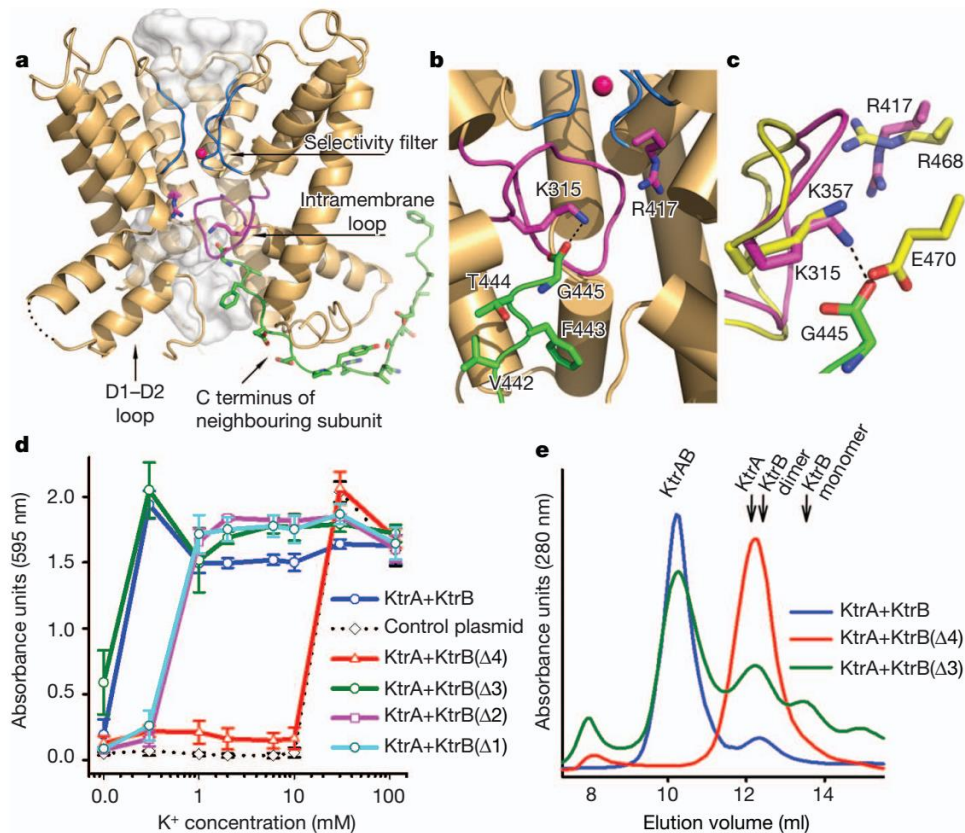 a
Selectivity filter
Intramembrane
loop
D1–D2
loop
C terminus of
neighbouring subunit
b
K315
R417
T444
G445
F443
V442
c
R417
R468
K357
K315
E470
G445
d
Absorbance units (595 nm)
2.0
1.5
1.0
0.5
0.0
0.0
1
10
100
K+ concentration (mM)
KtrA+KtrB
Control plasmid
KtrA+KtrB(Δ4)
KtrA+KtrB(Δ3)
KtrA+KtrB(Δ2)
KtrA+KtrB(Δ1)
e
Absorbance units (280 nm)
KtrAB
KtrA
KtrB
dimer
KtrB
monomer
KtrA+KtrB
KtrA+KtrB(Δ4)
KtrA+KtrB(Δ3)
8
10
12
14
Elution volume (ml)